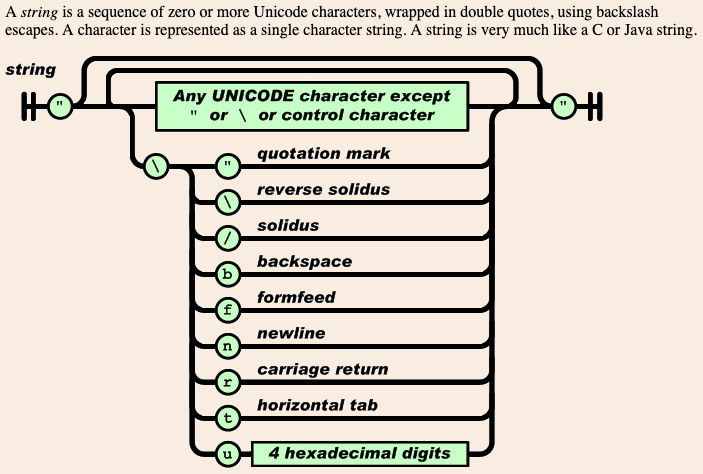 A string is a sequence of zero or more Unicode characters, wrapped in double quotes, using backslash
escapes. A character is represented as a single character string. A string is very much like a C or Java string.
string
"
Any UNICODE character except
" or \ or control character
"
\
" quotation mark
\ reverse solidus
/ solidus
b backspace
f formfeed
n newline
r carriage return
t horizontal tab
u 4 hexadecimal digits